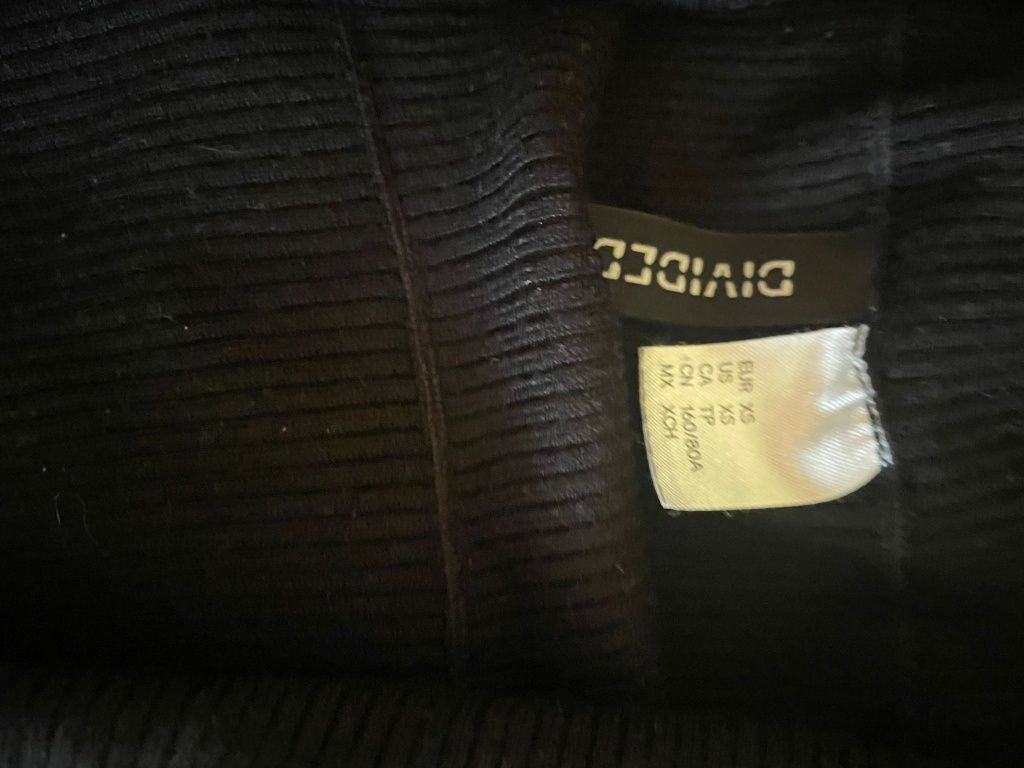 DIVIDED
EUR XS
US XS
CA TP
CN 160/80A
MX XCH